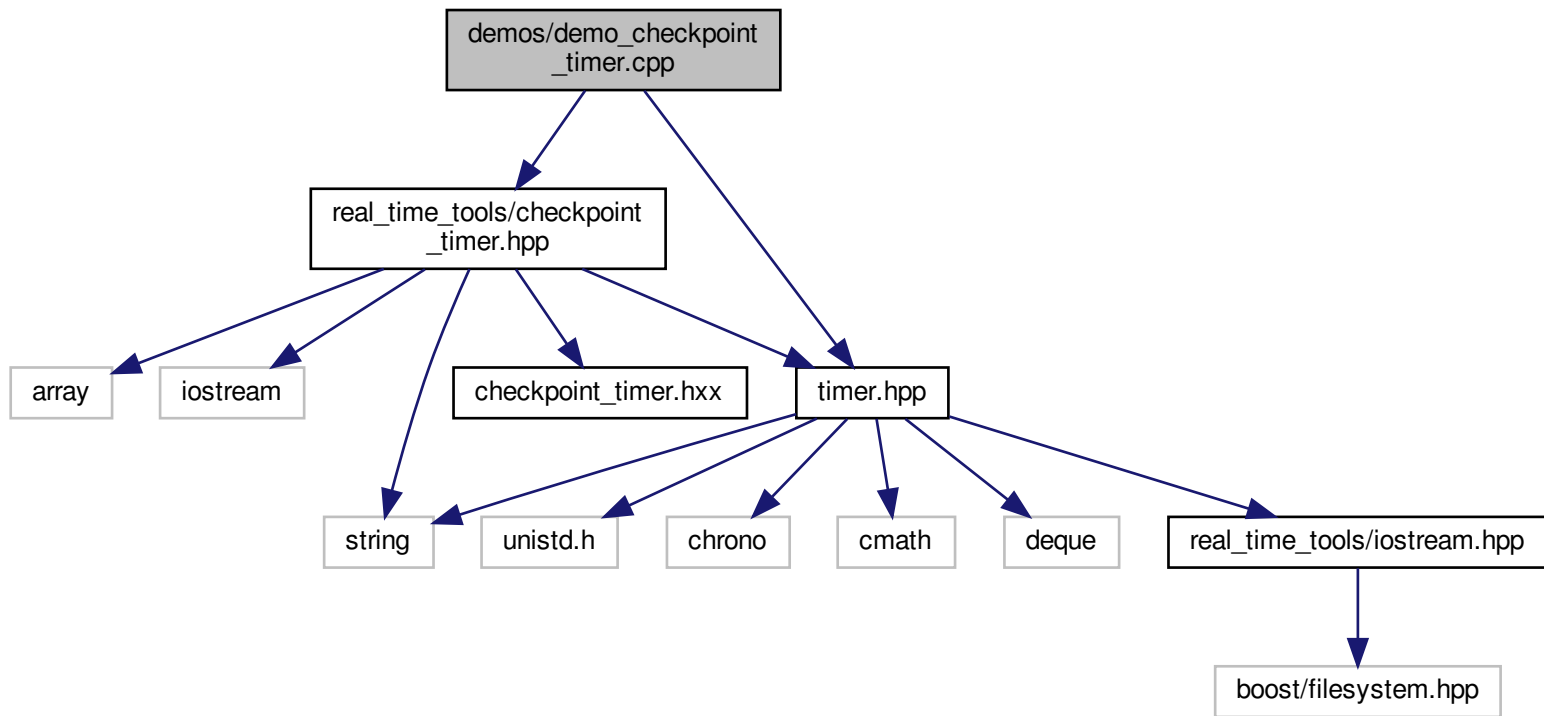 demos/demo_checkpoint
_timer.cpp
real_time_tools/checkpoint
_timer.hpp
array
iostream
checkpoint_timer.hxx
timer.hpp
string
unistd.h
chrono
cmath
deque
real_time_tools/iostream.hpp
boost/filesystem.hpp